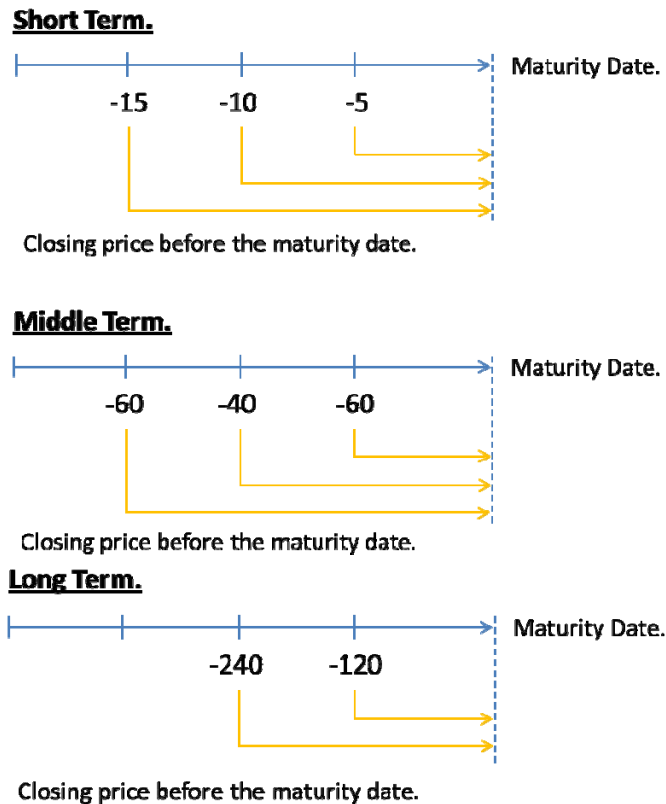 Short Term.
Maturity Date.
-15 -10 -5
Closing price before the maturity date.
Middle Term.
Maturity Date.
-60 -40 -60
Closing price before the maturity date.
Long Term.
Maturity Date.
-240 -120
Closing price before the maturity date.